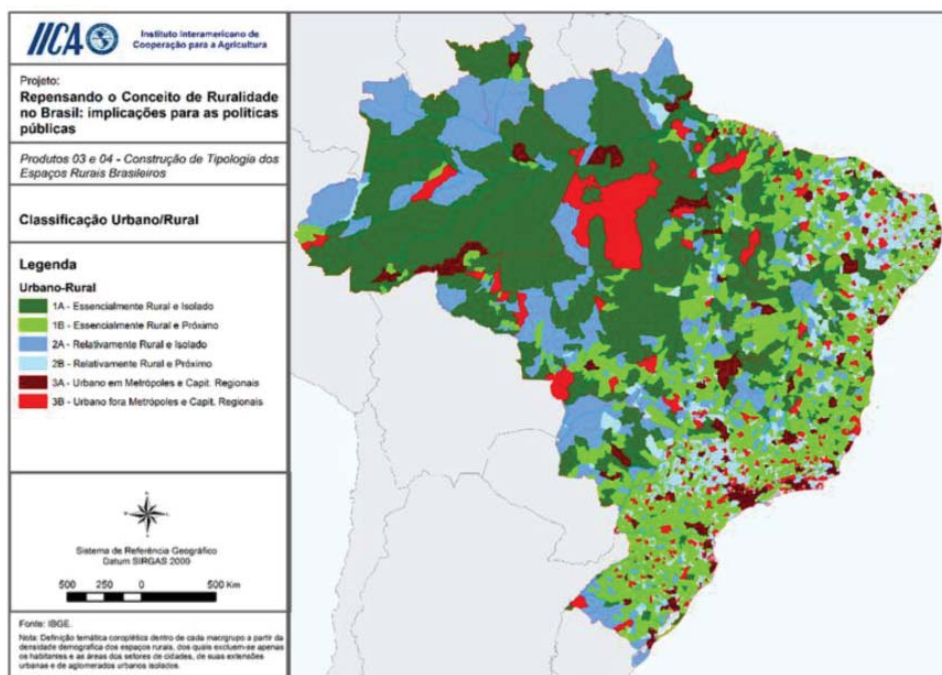 IICA
Instituto Interamericano de
Cooperação para a Agricultura
Projeto:
Repensando o Conceito de Ruralidade
no Brasil: implicações para as políticas
públicas
Produtos 03 e 04 - Construção de Tipologia dos
Espaços Rurais Brasileiros
Classificação Urbano/Rural
Legenda
Urbano-Rural
1A - Essencialmente Rural e Isolado
1B - Essencialmente Rural e Próximo
2A - Relativamente Rural e Isolado
2B - Relativamente Rural e Próximo
3A - Urbano em Metrópoles e Capit. Regionais
3B - Urbano fora Metrópoles e Capit. Regionais
Sistema de Referência Geográfico
Datum SIRGAS 2000
500 250 0 500 Km
Fonte: IBGE.
Nota: Definição temática coroplética dentro de cada macrogrupo a partir da
densidade demografica dos espaços rurais, dos quais excluem-se apenas
os habitantes e as áreas dos setores de cidades, de suas extensões
urbanas e de aglomerados urbanos isolados.